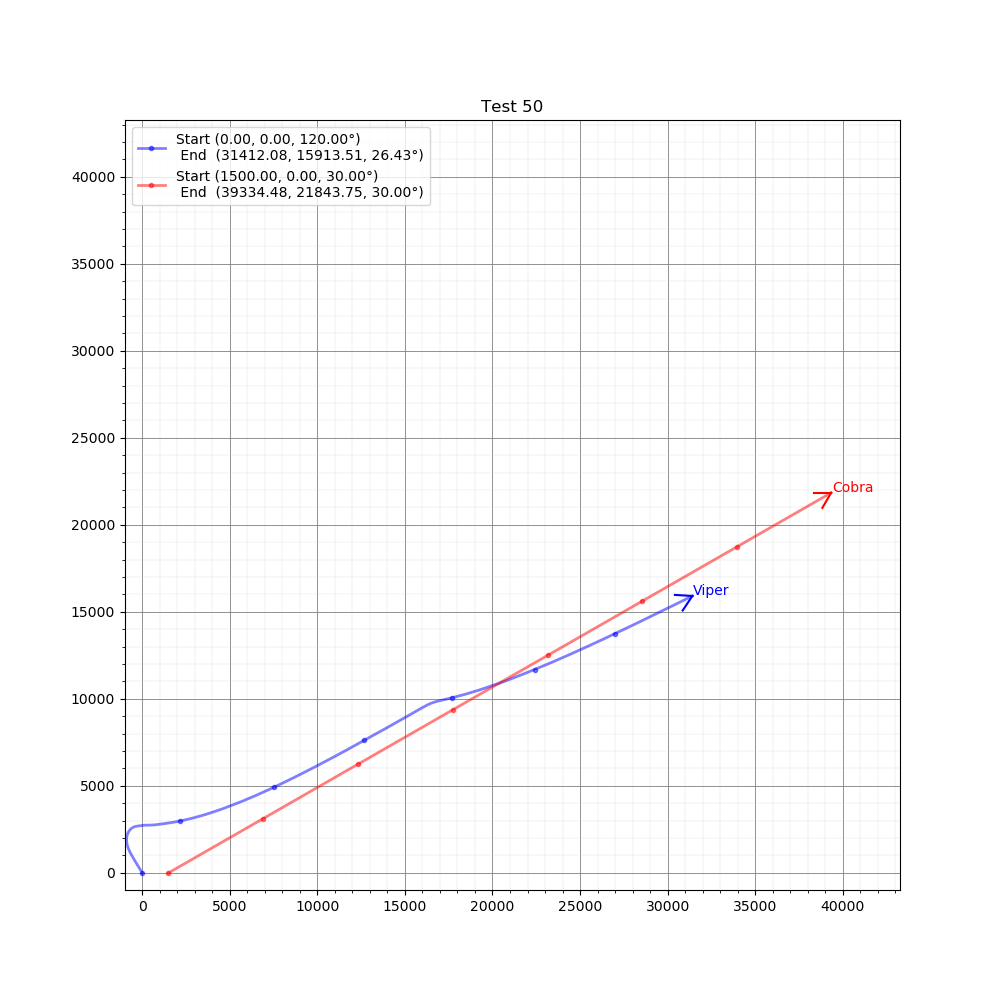 Test 50
Start (0.00, 0.00, 120.00°)
End (31412.08, 15913.51, 26.43°)
Start (1500.00, 0.00, 30.00°)
End (39334.48, 21843.75, 30.00°)
40000
35000
30000
25000
20000
15000
10000
5000
0
Cobra
Viper
0 5000 10000 15000 20000 25000 30000 35000 40000